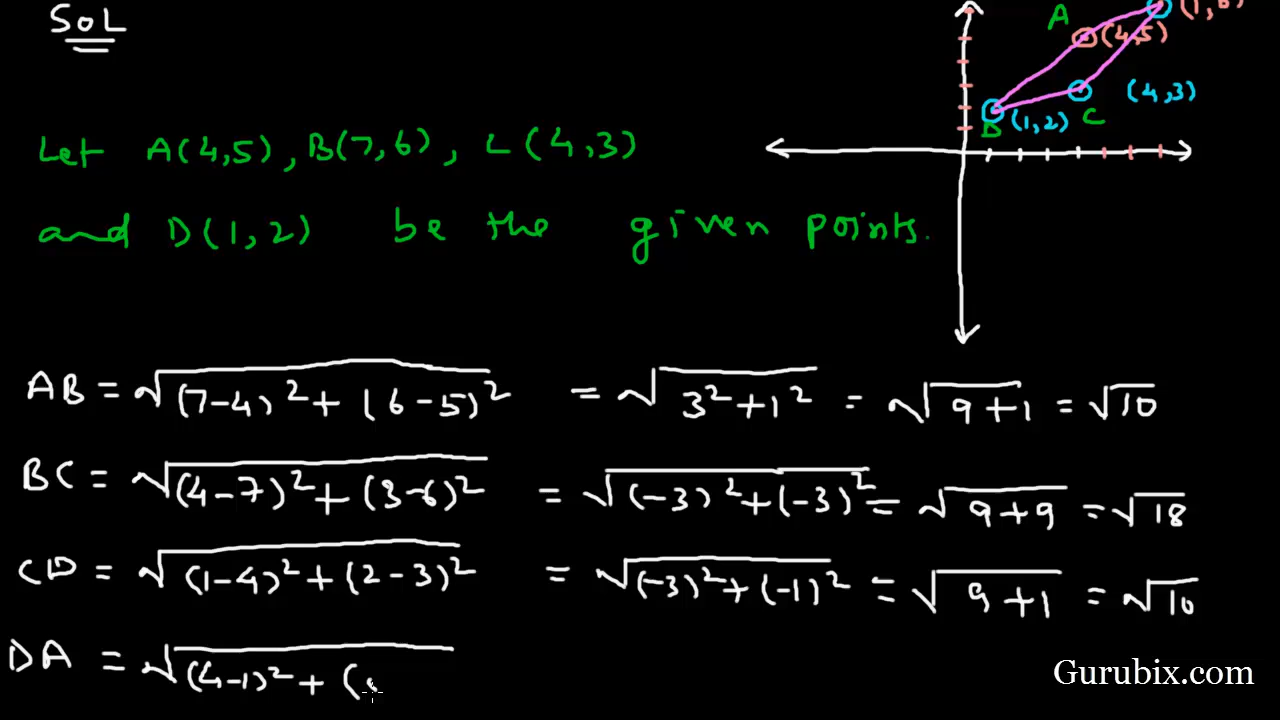 SOL
A
(4,5)
(4,3)
B
(1,2)
C
Let A(4,5), B(7,6), C(4,3)
and D(1,2) be the given points.
AB = √(7-4)² + (6-5)² = √3² + 1² = √9+1 = √10
BC = √(4-7)² + (3-6)² = √(-3)² + (-3)² = √9+9 = √18
CD = √(1-4)² + (2-3)² = √(-3)² + (-1)² = √9+1 = √10
DA = √(4-1)² + (
Gurubix.com